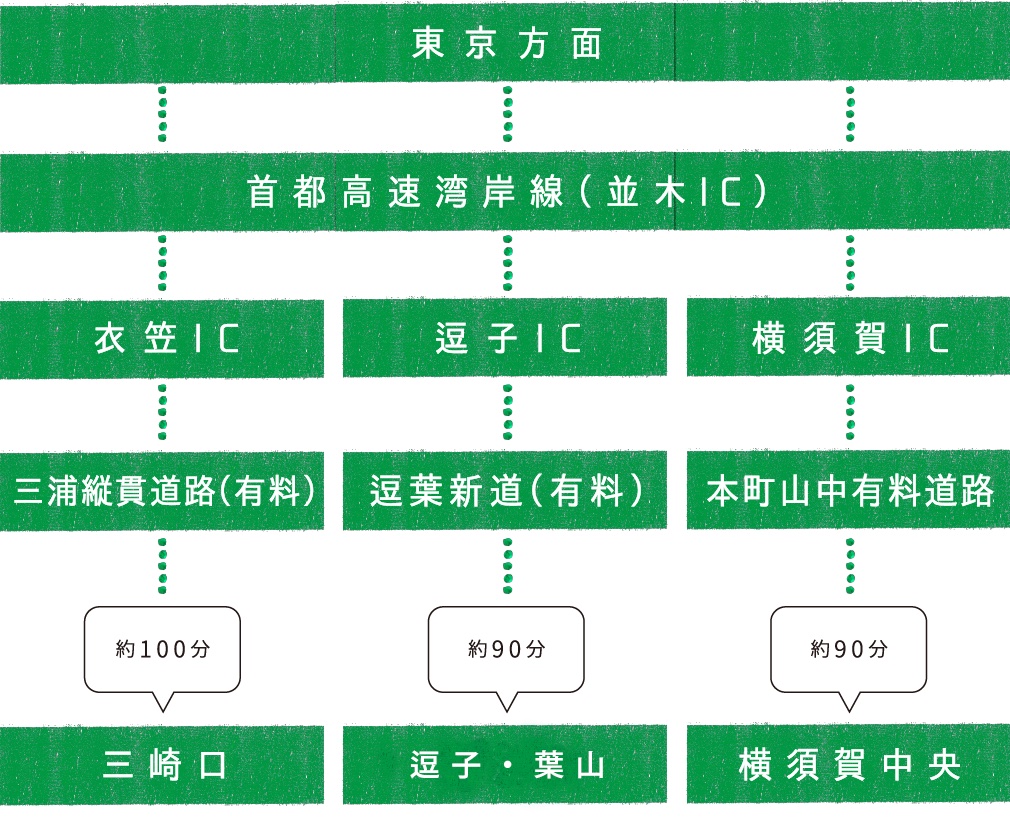 東京方面
首都高速湾岸線(並木IC)
衣笠IC
逗子IC
横須賀IC
三浦縦貫道路(有料)
逗葉新道(有料)
本町山中有料道路
約100分
約90分
約90分
三崎口
逗子・葉山
横須賀中央